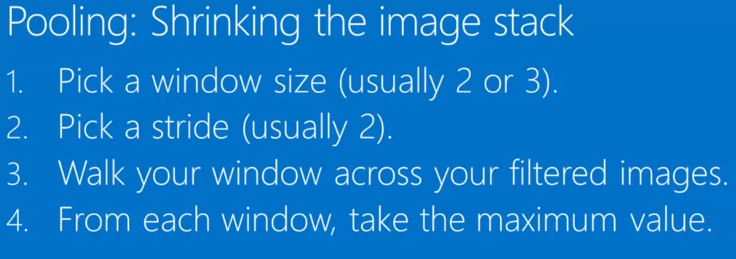 Pooling: Shrinking the image stack
1. Pick a window size (usually 2 or 3).
2. Pick a stride (usually 2).
3. Walk your window across your filtered images.
4. From each window, take the maximum value.